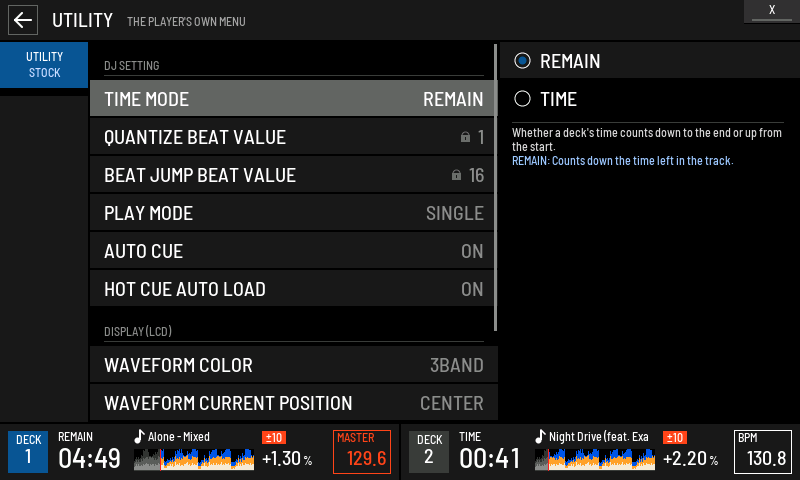 UTILITY THE PLAYER'S OWN MENU
X
UTILITY
STOCK
DJ SETTING
TIME MODE REMAIN
QUANTIZE BEAT VALUE 1
BEAT JUMP BEAT VALUE 16
PLAY MODE SINGLE
AUTO CUE ON
HOT CUE AUTO LOAD ON
DISPLAY (LCD)
WAVEFORM COLOR 3BAND
WAVEFORM CURRENT POSITION CENTER
REMAIN
TIME
Whether a deck's time counts down to the end or up from
the start.
REMAIN: Counts down the time left in the track.
DECK
1
REMAIN
04:49
Alone - Mixed
±10
+1.30 %
MASTER
129.6
DECK
2
TIME
00:41
Night Drive (feat. Exa
±10
+2.20 %
BPM
130.8